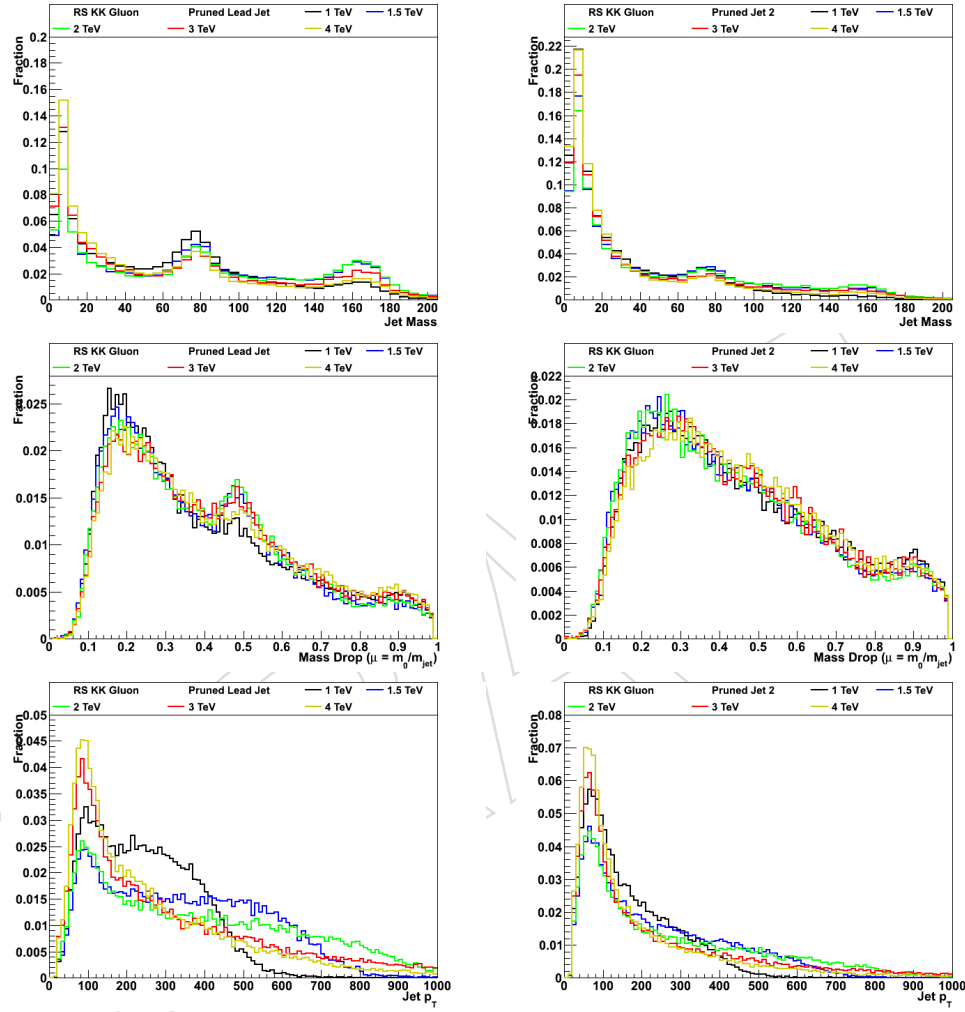 RS KK Gluon Pruned Lead Jet 1 TeV 1.5 TeV
2 TeV 3 TeV 4 TeV
Fraction
0.2
0.18
0.16
0.14
0.12
0.1
0.08
0.06
0.04
0.02
0
0 20 40 60 80 100 120 140 160 180 200
Jet Mass
RS KK Gluon Pruned Jet 2 1 TeV 1.5 TeV
2 TeV 3 TeV 4 TeV
Fraction
0.22
0.2
0.18
0.16
0.14
0.12
0.1
0.08
0.06
0.04
0.02
0
0 20 40 60 80 100 120 140 160 180 200
Jet Mass
RS KK Gluon Pruned Lead Jet 1 TeV 1.5 TeV
2 TeV 3 TeV 4 TeV
Fraction
0.025
0.02
0.015
0.01
0.005
0
0 0.1 0.2 0.3 0.4 0.5 0.6 0.7 0.8 0.9 1
Mass Drop (μ = m0/mjet)
RS KK Gluon Pruned Jet 2 1 TeV 1.5 TeV
2 TeV 3 TeV 4 TeV
Fraction
0.022
0.02
0.018
0.016
0.014
0.012
0.01
0.008
0.006
0.004
0.002
0
0 0.1 0.2 0.3 0.4 0.5 0.6 0.7 0.8 0.9 1
Mass Drop (μ = m0/mjet)
RS KK Gluon Pruned Lead Jet 1 TeV 1.5 TeV
2 TeV 3 TeV 4 TeV
Fraction
0.05
0.045
0.04
0.035
0.03
0.025
0.02
0.015
0.01
0.005
0
0 100 200 300 400 500 600 700 800 900 1000
Jet pT
RS KK Gluon Pruned Jet 2 1 TeV 1.5 TeV
2 TeV 3 TeV 4 TeV
Fraction
0.08
0.07
0.06
0.05
0.04
0.03
0.02
0.01
0
0 100 200 300 400 500 600 700 800 900 1000
Jet pT